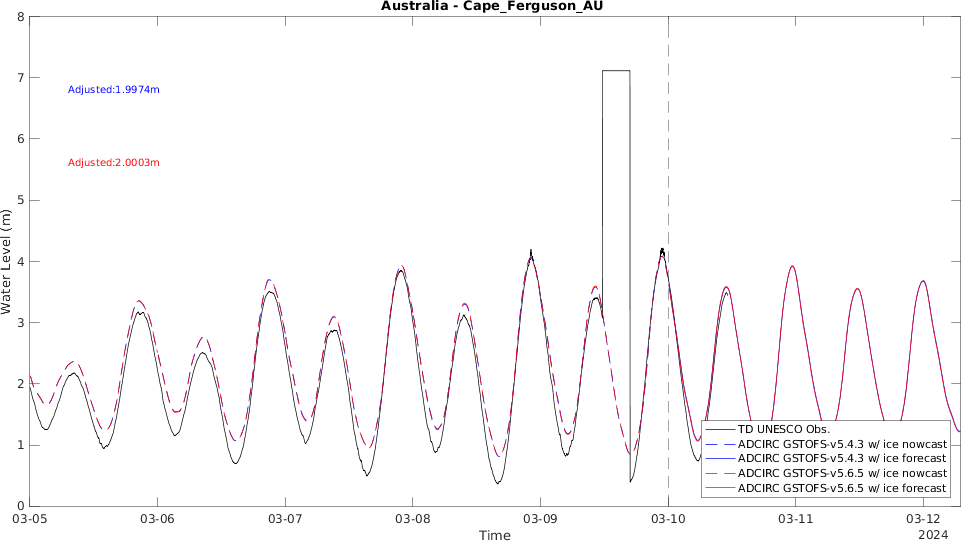 Australia - Cape_Ferguson_AU
8
7
6
5
4
3
2
1
0
Water Level (m)
Adjusted:1.9974m
Adjusted:2.0003m
TD UNESCO Obs.
ADCIRC GSTOFS-v5.4.3 w/ ice nowcast
ADCIRC GSTOFS-v5.4.3 w/ ice forecast
ADCIRC GSTOFS-v5.6.5 w/ ice nowcast
ADCIRC GSTOFS-v5.6.5 w/ ice forecast
03-05 03-06 03-07 03-08 03-09 03-10 03-11 03-12
Time
2024